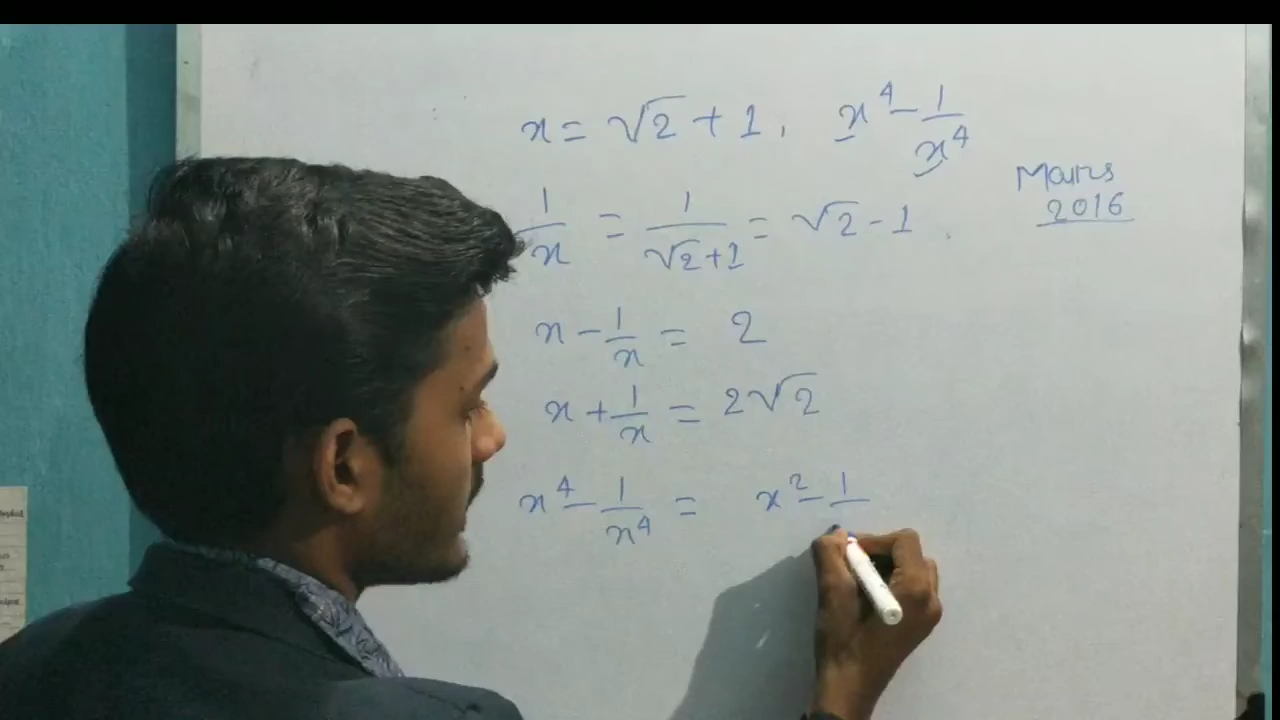 x = √2 + 1, x⁴ - 1/x⁴
Mains
2016
1/x = 1/(√2+1) = √2 - 1.
x - 1/x = 2
x + 1/x = 2√2
x⁴ - 1/x⁴ = x² - 1/